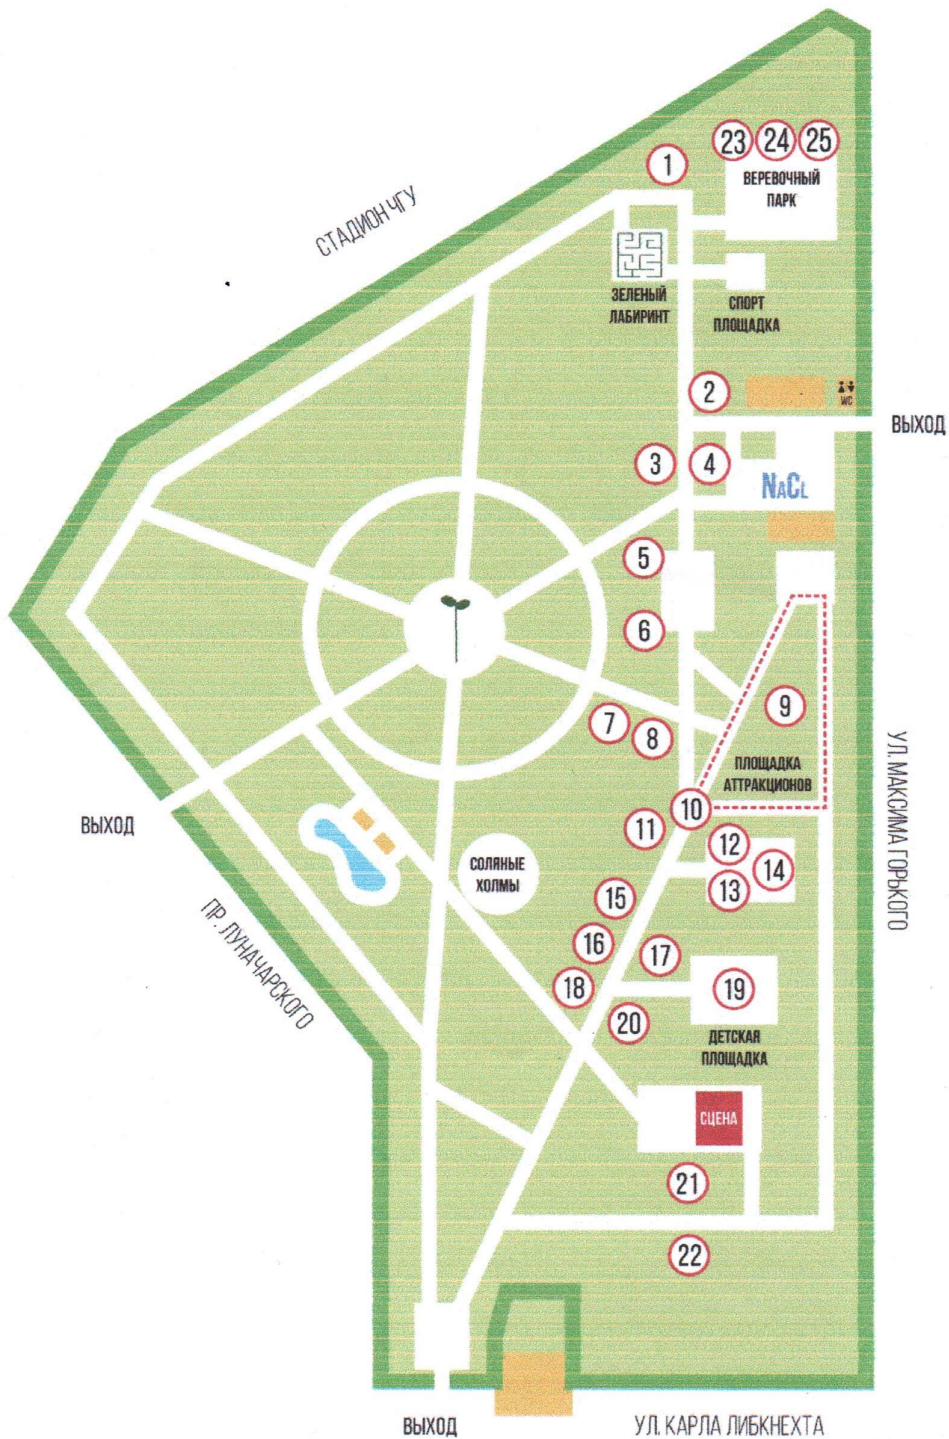 23 24 25
1
ВЕРЕВОЧНЫЙ
ПАРК
СТАДИОН ЧГУ
ЗЕЛЕНЫЙ
ЛАБИРИНТ
СПОРТ
ПЛОЩАДКА
2
WC
ВЫХОД
3 4
NaCl
5
6
7 8
9
ПЛОЩАДКА
АТТРАКЦИОНОВ
УЛ. МАКСИМА ГОРЬКОГО
10
11
ВЫХОД
12
13 14
СОЛЯНЫЕ
ХОЛМЫ
15
16
17
18
19
20
ПР. ЛУНАЧАРСКОГО
ДЕТСКАЯ
ПЛОЩАДКА
СЦЕНА
21
22
ВЫХОД
УЛ. КАРЛА ЛИБКНЕХТА